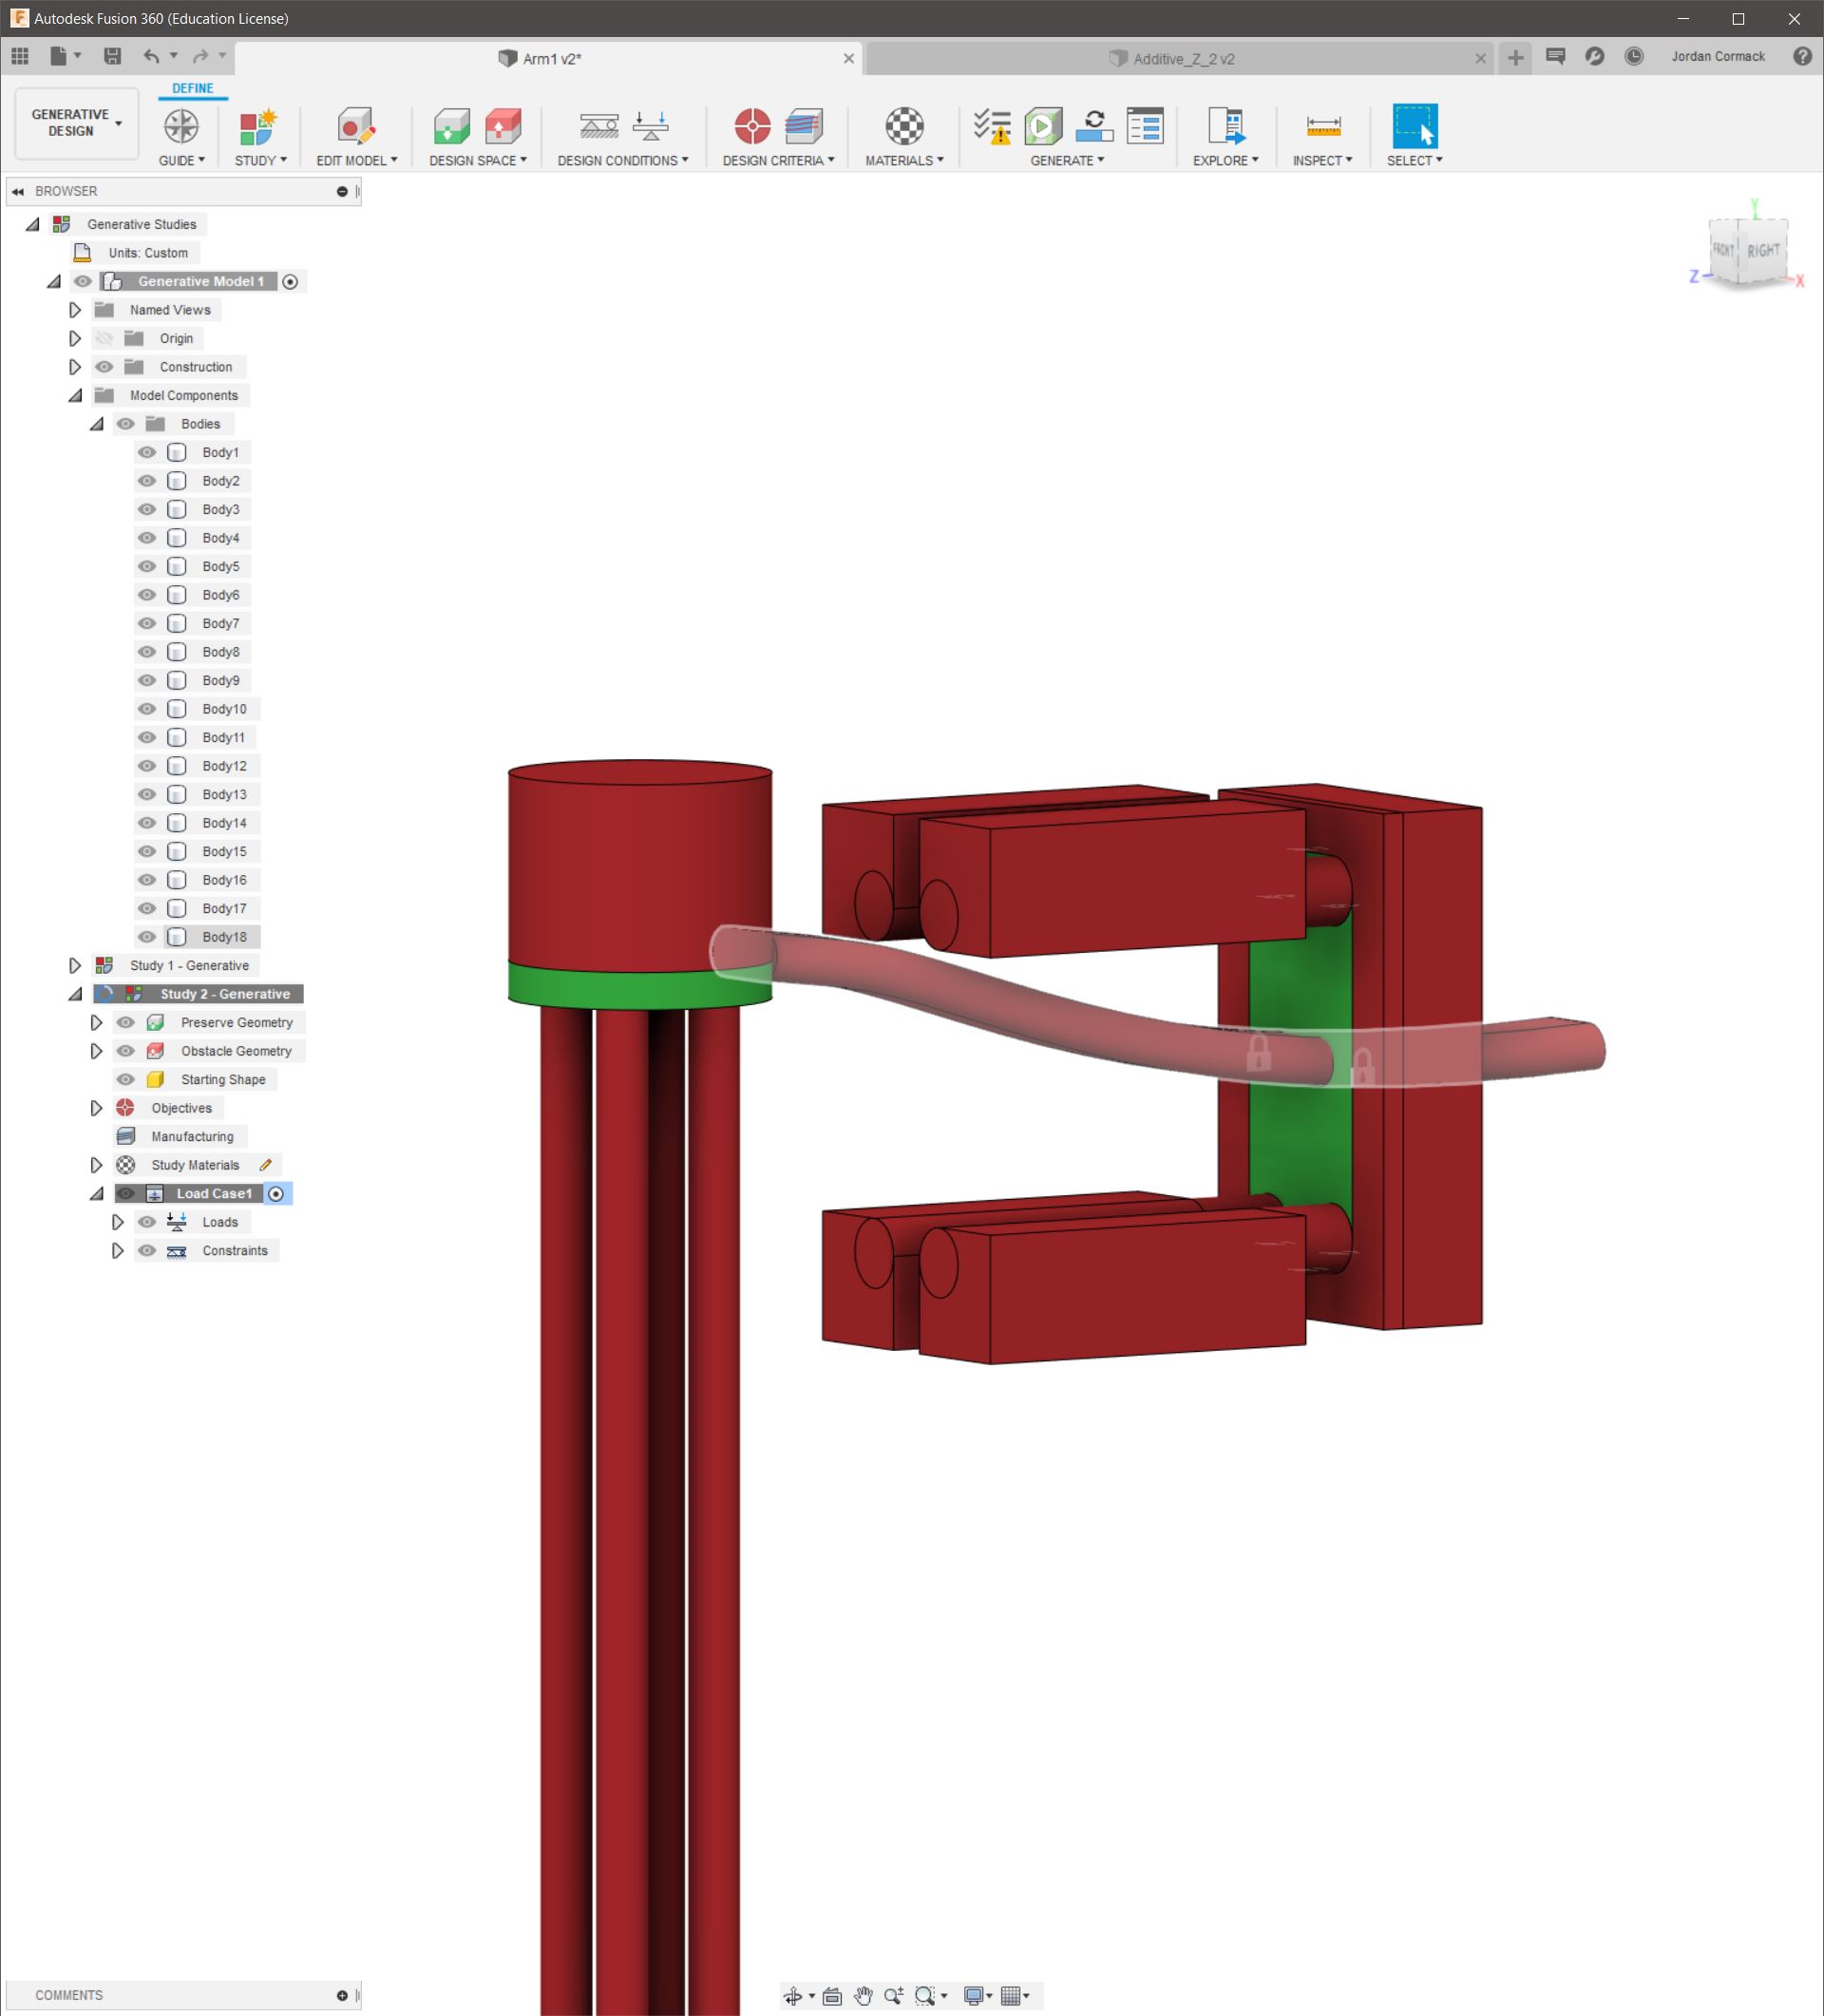 Autodesk Fusion 360 (Education License)
Arm1 v2*
Additive_Z_2 v2
Jordan Cormack
DEFINE
GENERATIVE DESIGN
GUIDE
STUDY
EDIT MODEL
DESIGN SPACE
DESIGN CONDITIONS
DESIGN CRITERIA
MATERIALS
GENERATE
EXPLORE
INSPECT
SELECT
BROWSER
Generative Studies
Units: Custom
Generative Model 1
Named Views
Origin
Construction
Model Components
Bodies
Body1
Body2
Body3
Body4
Body5
Body6
Body7
Body8
Body9
Body10
Body11
Body12
Body13
Body14
Body15
Body16
Body17
Body18
Study 1 - Generative
Study 2 - Generative
Preserve Geometry
Obstacle Geometry
Starting Shape
Objectives
Manufacturing
Study Materials
Load Case1
Loads
Constraints
Y
FRONT
RIGHT
Z
X
COMMENTS